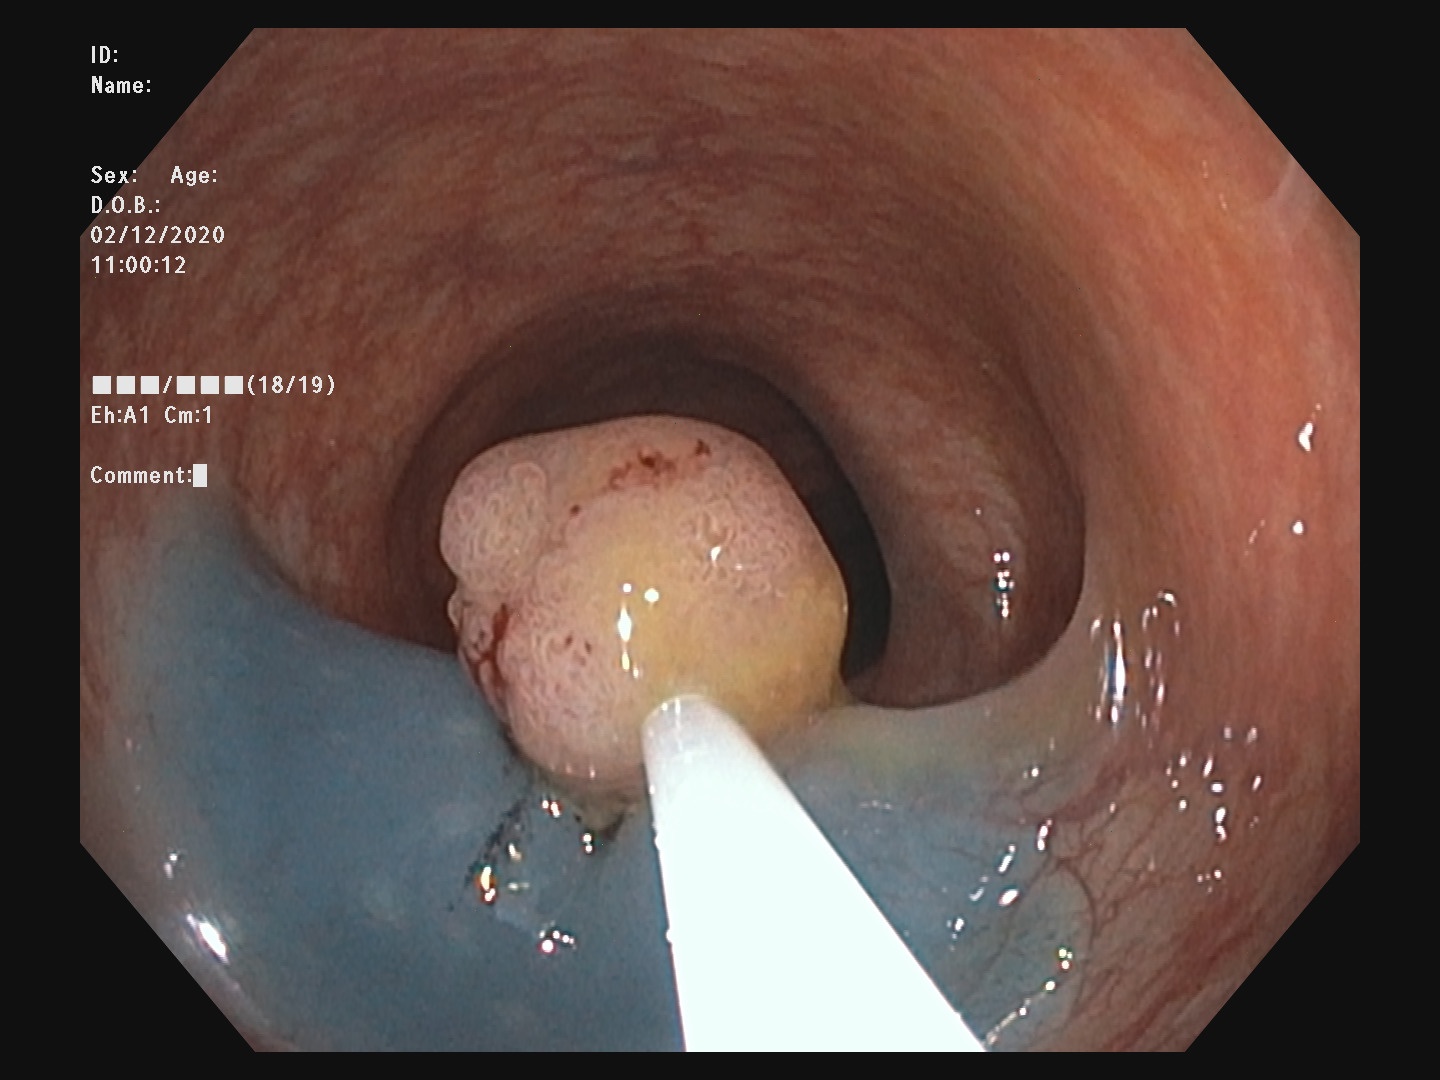 ID:
Name:
Sex: Age:
D.O.B.:
02/12/2020
11:00:12
■■■/■■■(18/19)
Eh:A1 Cm:1
Comment: